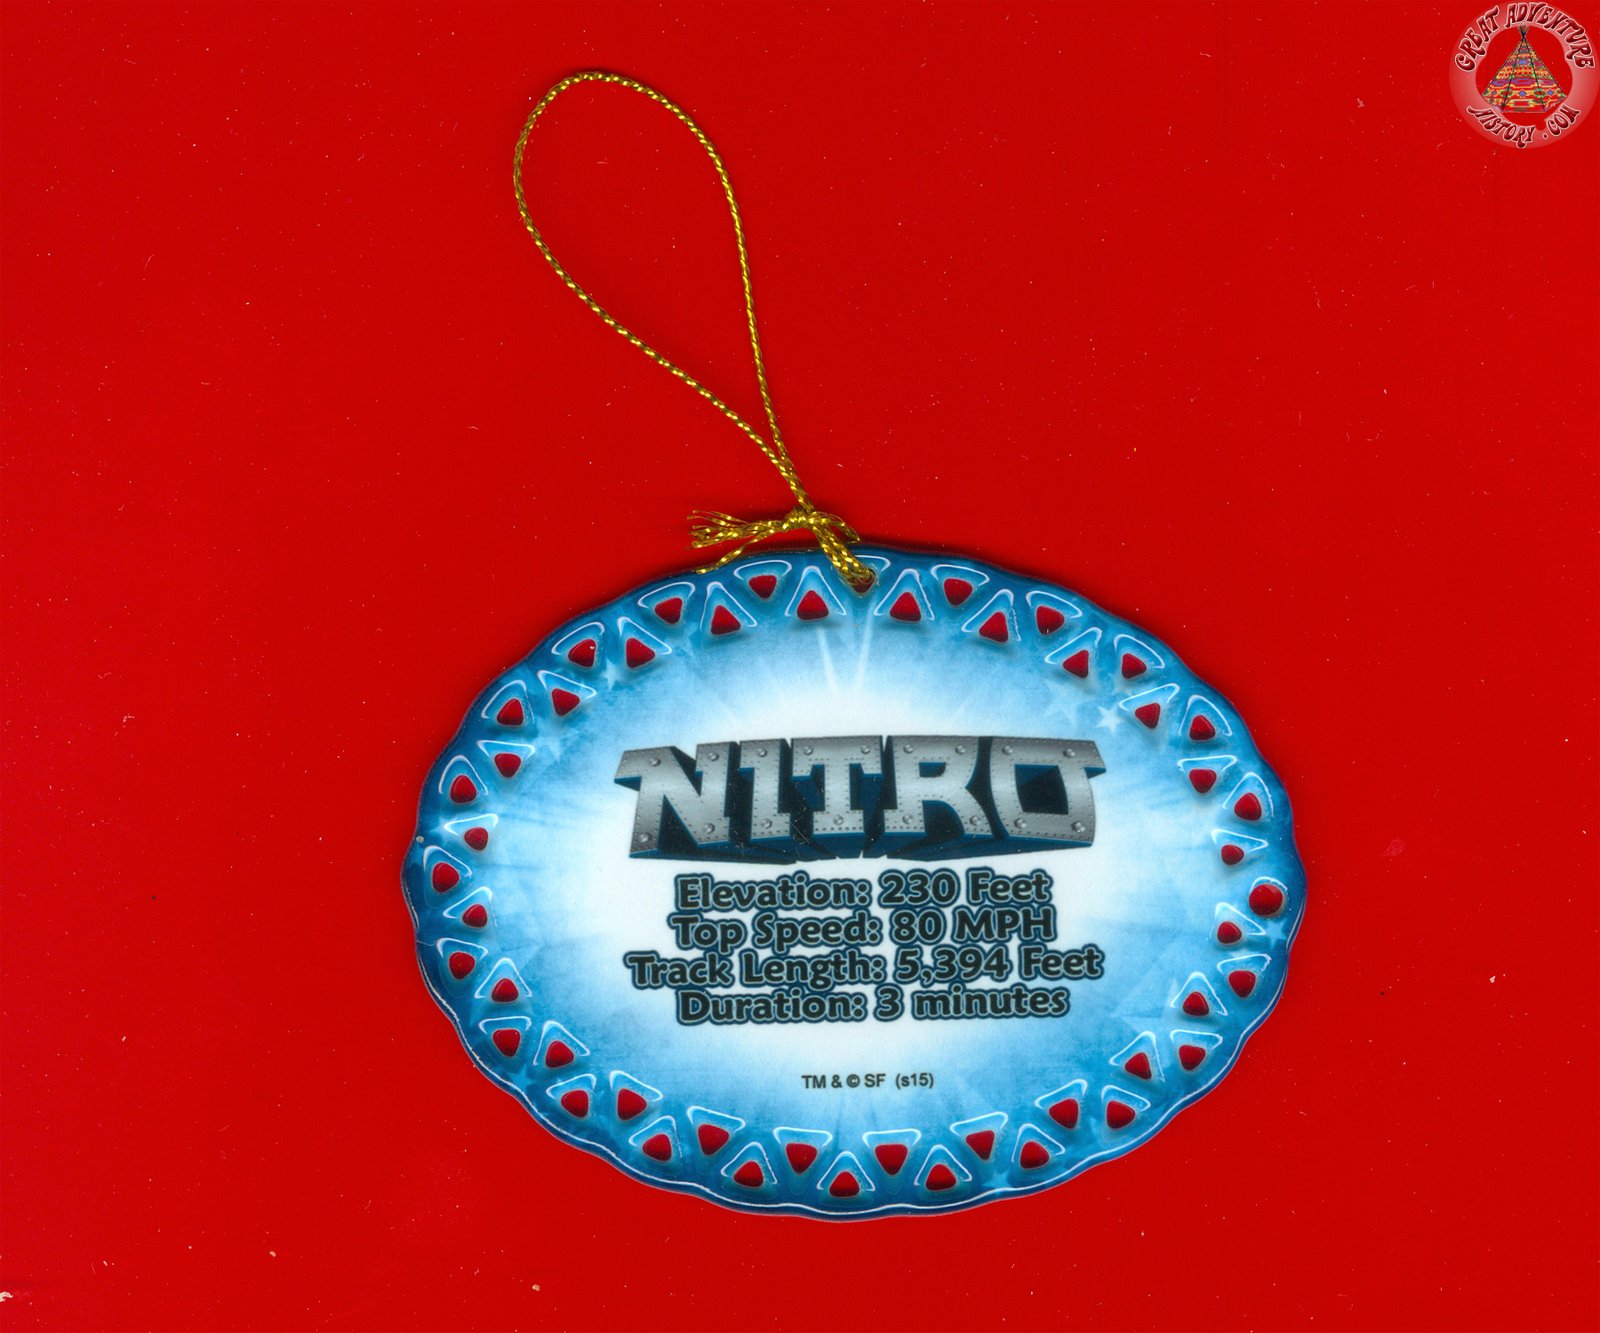 GREAT ADVENTURE
HISTORY.COM
NITRO
Elevation: 230 Feet
Top Speed: 80 MPH
Track Length: 5,394 Feet
Duration: 3 minutes
TM & © SF (s15)